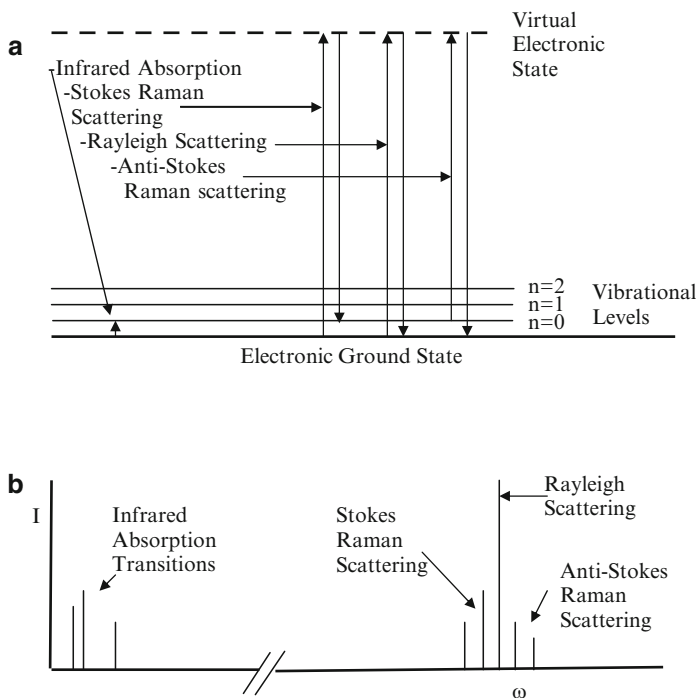 a
Virtual
Electronic
State
-Infrared Absorption
-Stokes Raman
Scattering
-Rayleigh Scattering
-Anti-Stokes
Raman scattering
n=2
n=1
n=0
Vibrational
Levels
Electronic Ground State
b
I
Infrared
Absorption
Transitions
Stokes
Raman
Scattering
Rayleigh
Scattering
Anti-Stokes
Raman
Scattering
ω